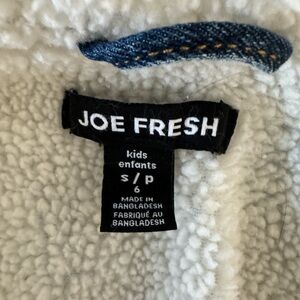 JOE FRESH
kids
enfants
s / p
6
MADE IN
BANGLADESH
FABRIQUÉ AU
BANGLADESH